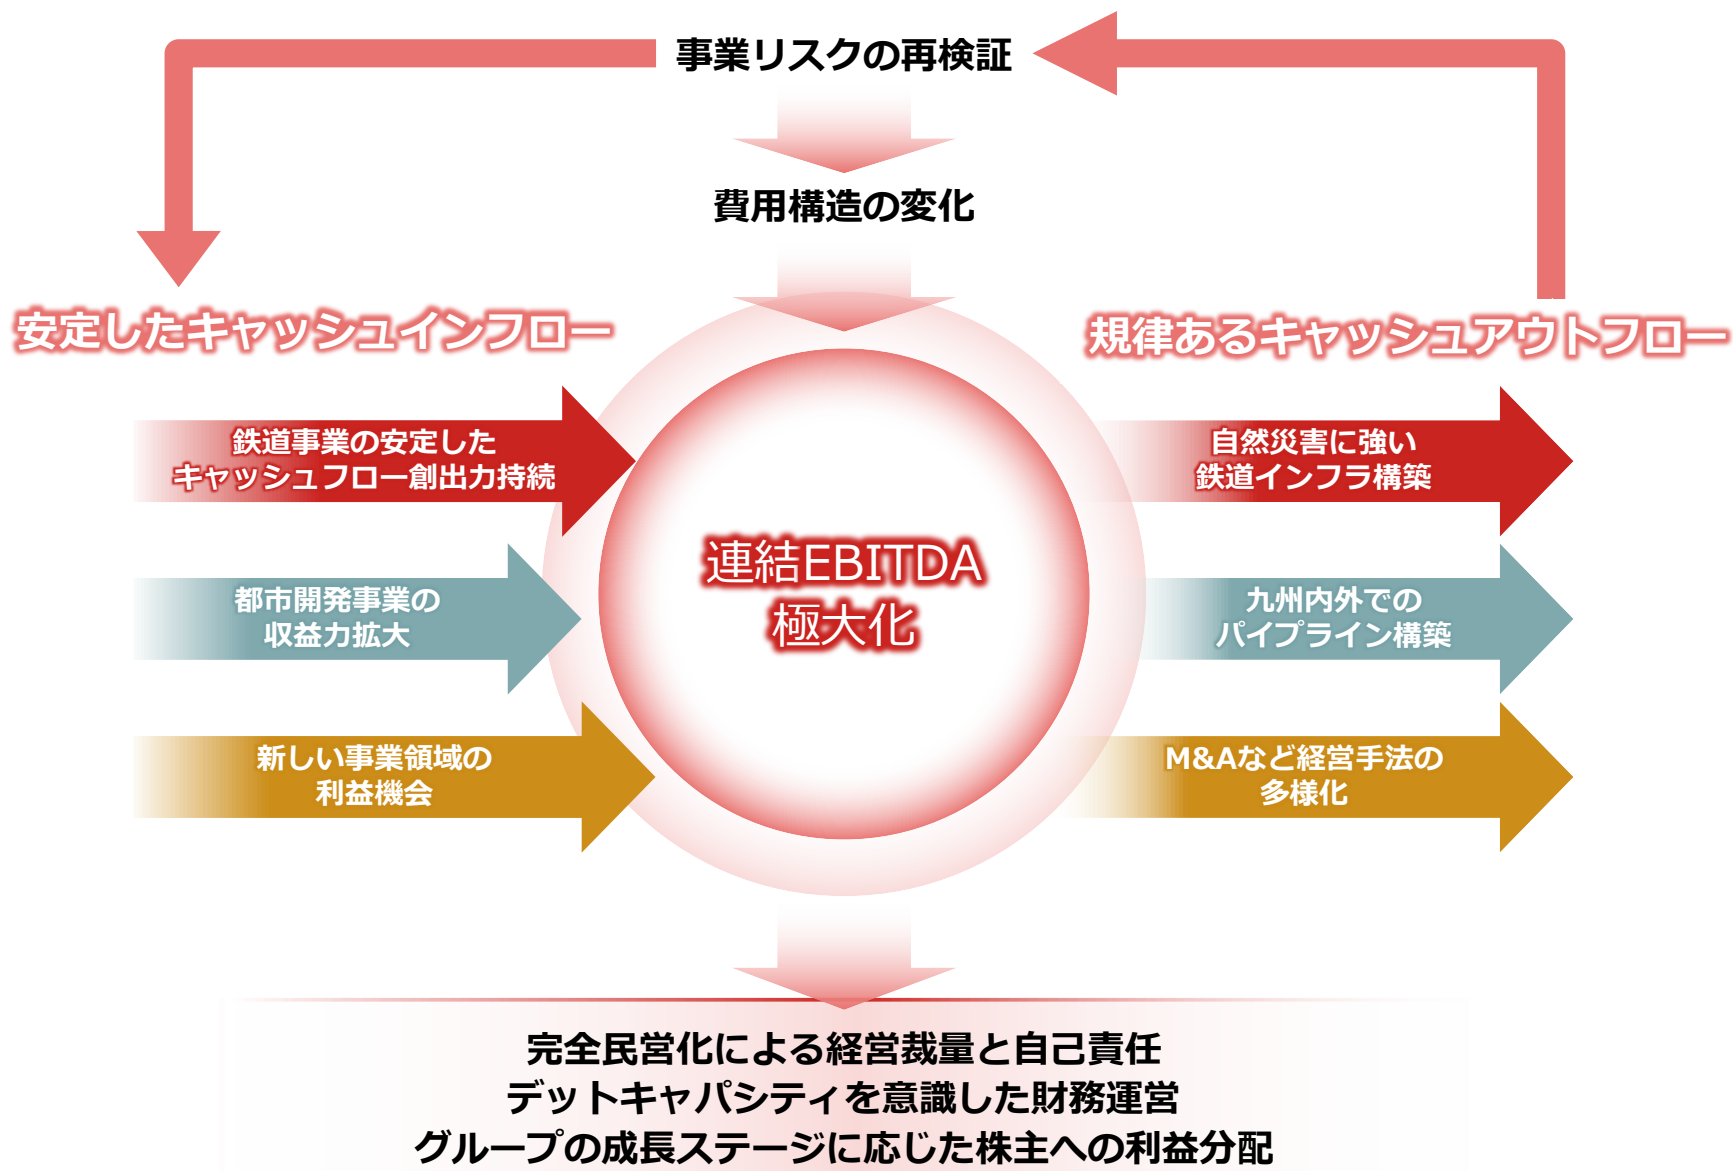 事業リスクの再検証
費用構造の変化
安定したキャッシュインフロー
規律あるキャッシュアウトフロー
鉄道事業の安定した
キャッシュフロー創出力持続
都市開発事業の
収益力拡大
新しい事業領域の
利益機会
連結EBITDA
極大化
自然災害に強い
鉄道インフラ構築
九州内外での
パイプライン構築
M&Aなど経営手法の
多様化
完全民営化による経営裁量と自己責任
デットキャパシティを意識した財務運営
グループの成長ステージに応じた株主への利益分配